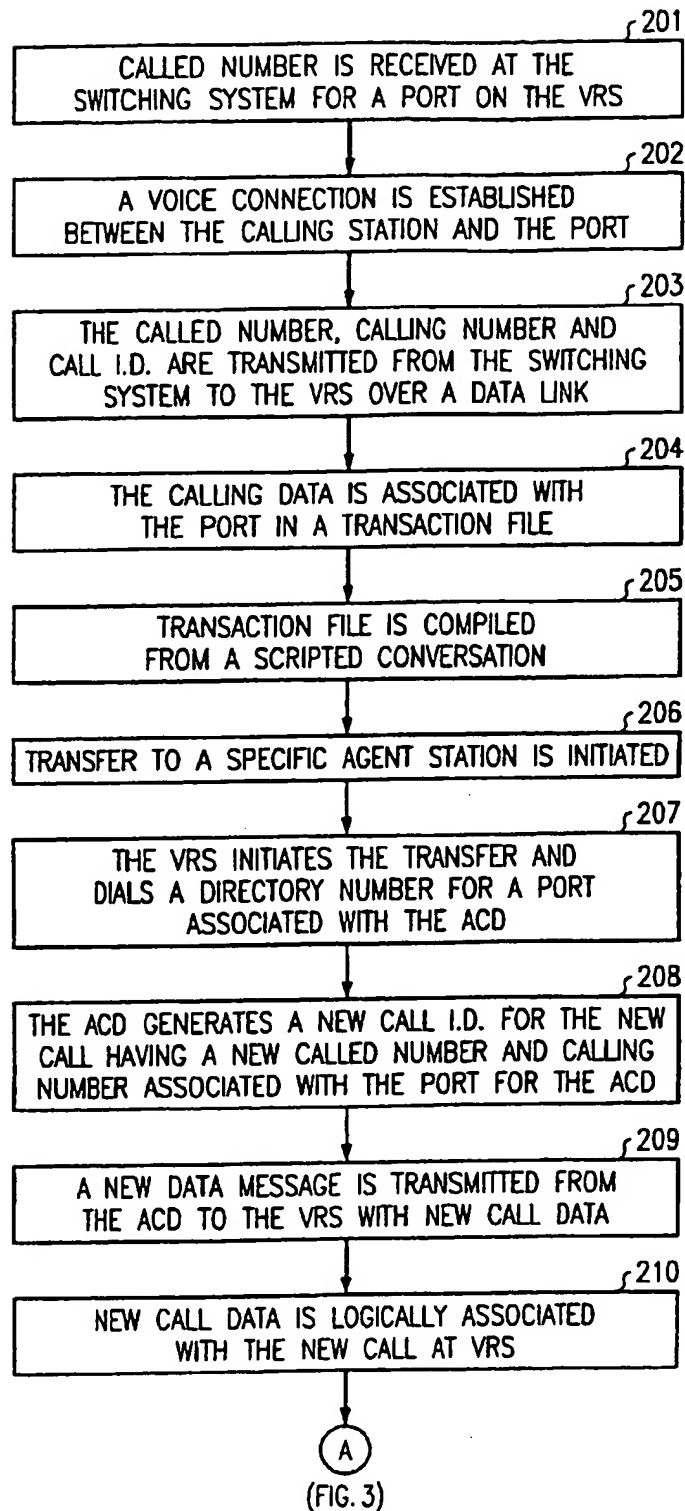 201
CALLED NUMBER IS RECEIVED AT THE
SWITCHING SYSTEM FOR A PORT ON THE VRS
202
A VOICE CONNECTION IS ESTABLISHED
BETWEEN THE CALLING STATION AND THE PORT
203
THE CALLED NUMBER, CALLING NUMBER AND
CALL I.D. ARE TRANSMITTED FROM THE SWITCHING
SYSTEM TO THE VRS OVER A DATA LINK
204
THE CALLING DATA IS ASSOCIATED WITH
THE PORT IN A TRANSACTION FILE
205
TRANSACTION FILE IS COMPILED
FROM A SCRIPTED CONVERSATION
206
TRANSFER TO A SPECIFIC AGENT STATION IS INITIATED
207
THE VRS INITIATES THE TRANSFER AND
DIALS A DIRECTORY NUMBER FOR A PORT
ASSOCIATED WITH THE ACD
208
THE ACD GENERATES A NEW CALL I.D. FOR THE NEW
CALL HAVING A NEW CALLED NUMBER AND CALLING
NUMBER ASSOCIATED WITH THE PORT FOR THE ACD
209
A NEW DATA MESSAGE IS TRANSMITTED FROM
THE ACD TO THE VRS WITH NEW CALL DATA
210
NEW CALL DATA IS LOGICALLY ASSOCIATED
WITH THE NEW CALL AT VRS
A
(FIG. 3)